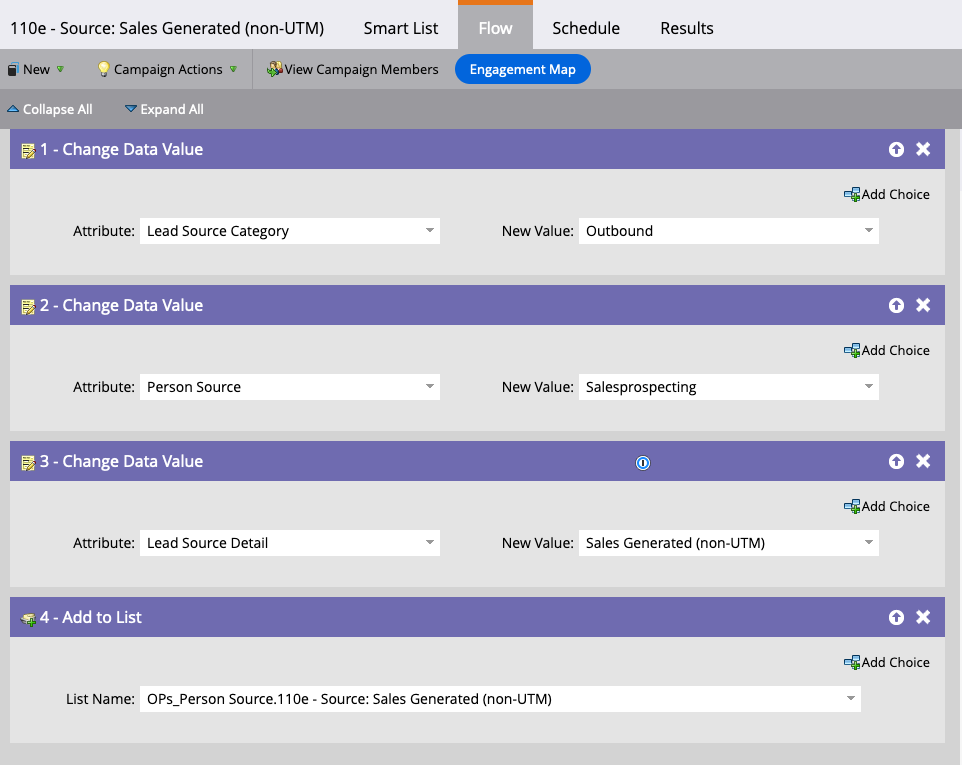 110e - Source: Sales Generated (non-UTM) Smart List Flow Schedule Results
New Campaign Actions View Campaign Members Engagement Map
Collapse All Expand All
1 - Change Data Value
Add Choice
Attribute: Lead Source Category New Value: Outbound
2 - Change Data Value
Add Choice
Attribute: Person Source New Value: Salesprospecting
3 - Change Data Value
Add Choice
Attribute: Lead Source Detail New Value: Sales Generated (non-UTM)
4 - Add to List
Add Choice
List Name: OPs_Person Source.110e - Source: Sales Generated (non-UTM)